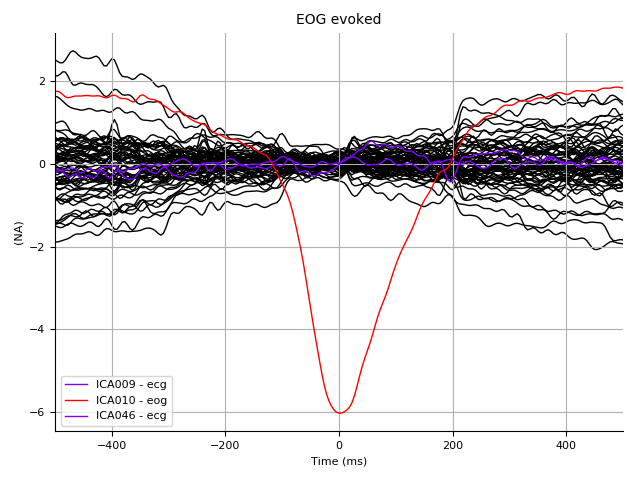 EOG evoked
(NA)
2
0
−2
−4
−6
ICA009 - ecg
ICA010 - eog
ICA046 - ecg
−400
−200
0
200
400
Time (ms)